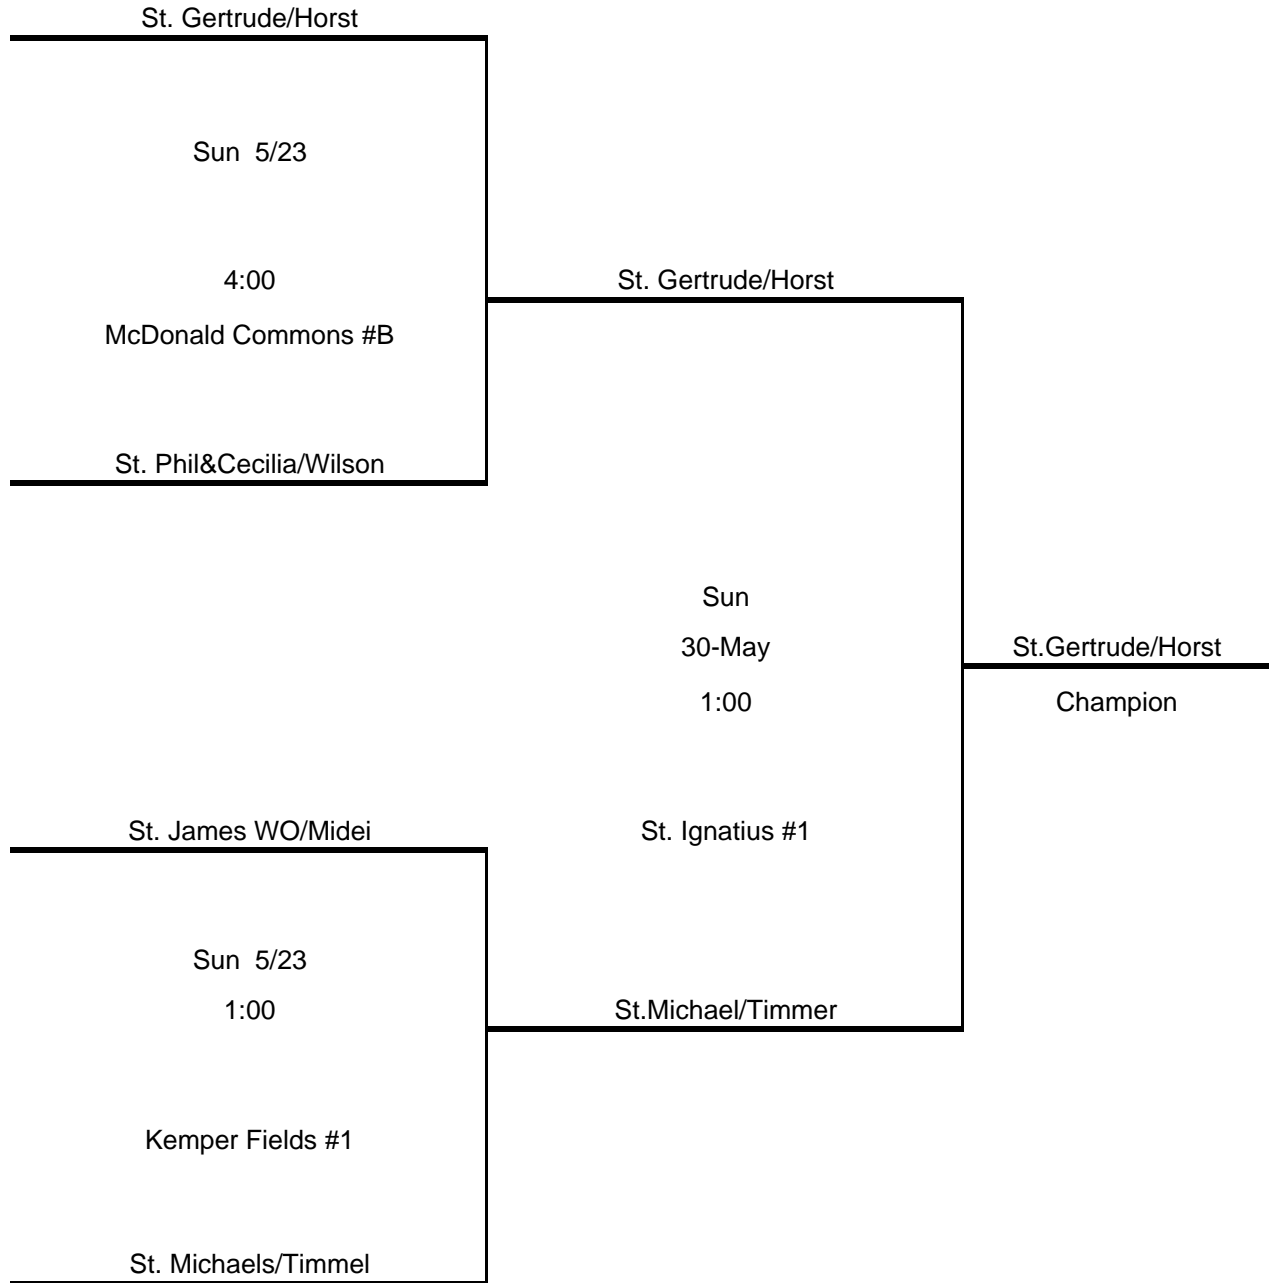 St. Gertrude/Horst
Sun 5/23
4:00
McDonald Commons #B
St. Phil&Cecilia/Wilson
St. Gertrude/Horst
Sun
30-May
1:00
St. Ignatius #1
St.Gertrude/Horst
Champion
St. James WO/Midei
Sun 5/23
1:00
Kemper Fields #1
St. Michaels/Timmel
St.Michael/Timmer